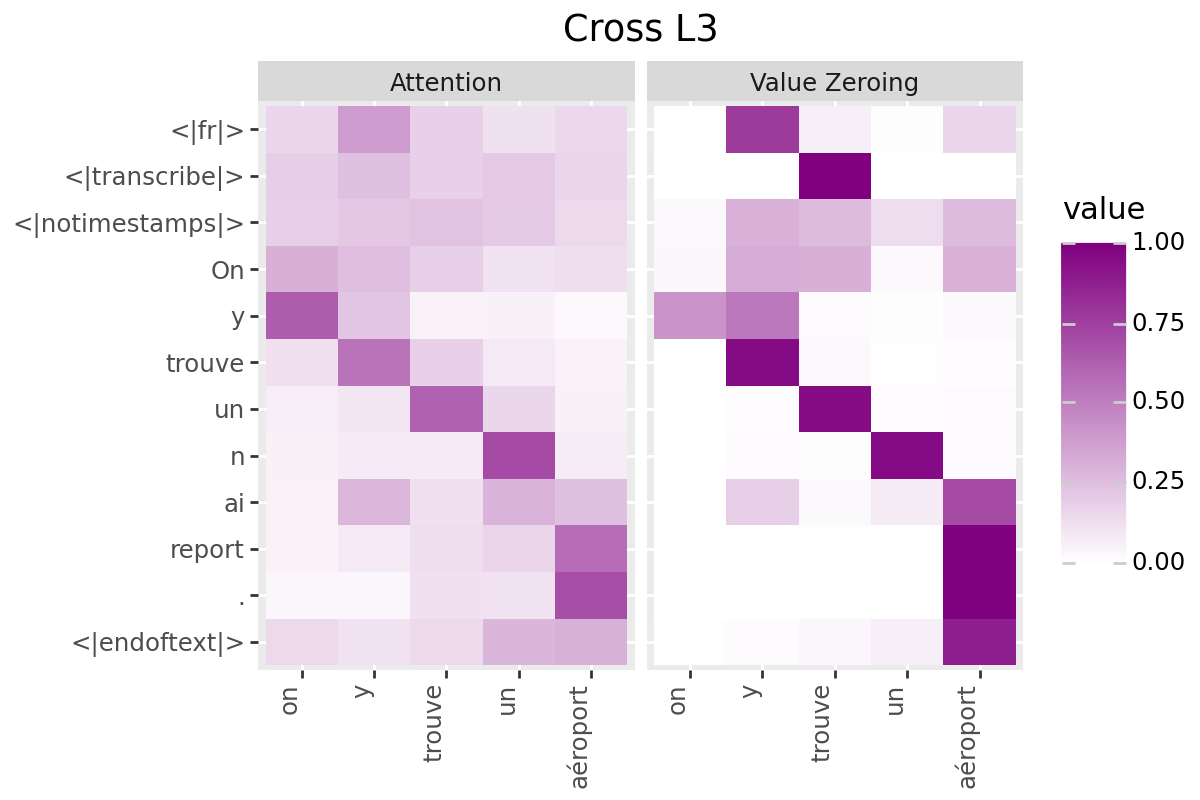 Cross L3
Attention
Value Zeroing
<|fr|>
<|transcribe|>
<|notimestamps|>
On
y
trouve
un
n
ai
report
.
<|endoftext|>
on
y
trouve
un
aéroport
on
y
trouve
un
aéroport
value
1.00
0.75
0.50
0.25
0.00